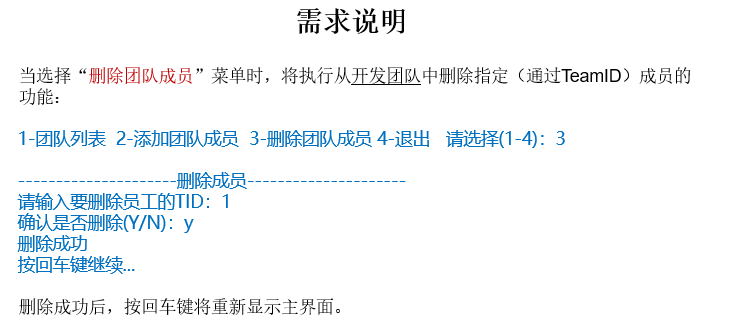 需求说明
当选择“删除团队成员”菜单时，将执行从开发团队中删除指定（通过TeamID）成员的
功能：
1-团队列表  2-添加团队成员  3-删除团队成员 4-退出   请选择(1-4)：3
---------------------删除成员---------------------
请输入要删除员工的TID：1
确认是否删除(Y/N)：y
删除成功
按回车键继续...
删除成功后，按回车键将重新显示主界面。